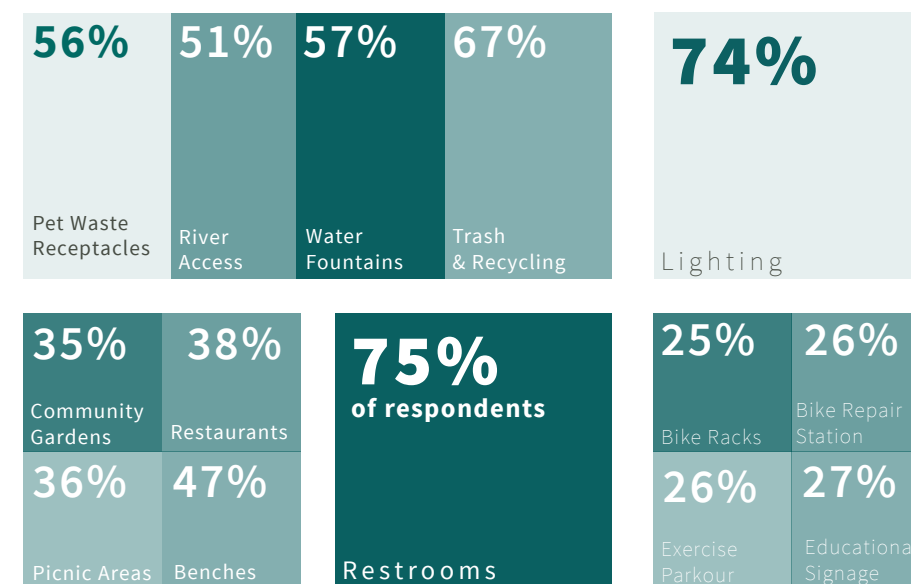 56%
Pet Waste
Receptacles
51%
River
Access
57%
Water
Fountains
67%
Trash
& Recycling
74%
Lighting
35%
Community
Gardens
38%
Restaurants
36%
Picnic Areas
47%
Benches
75%
of respondents
Restrooms
25%
Bike Racks
26%
Bike Repair
Station
26%
Exercise
Parkour
27%
Educationa
Signage